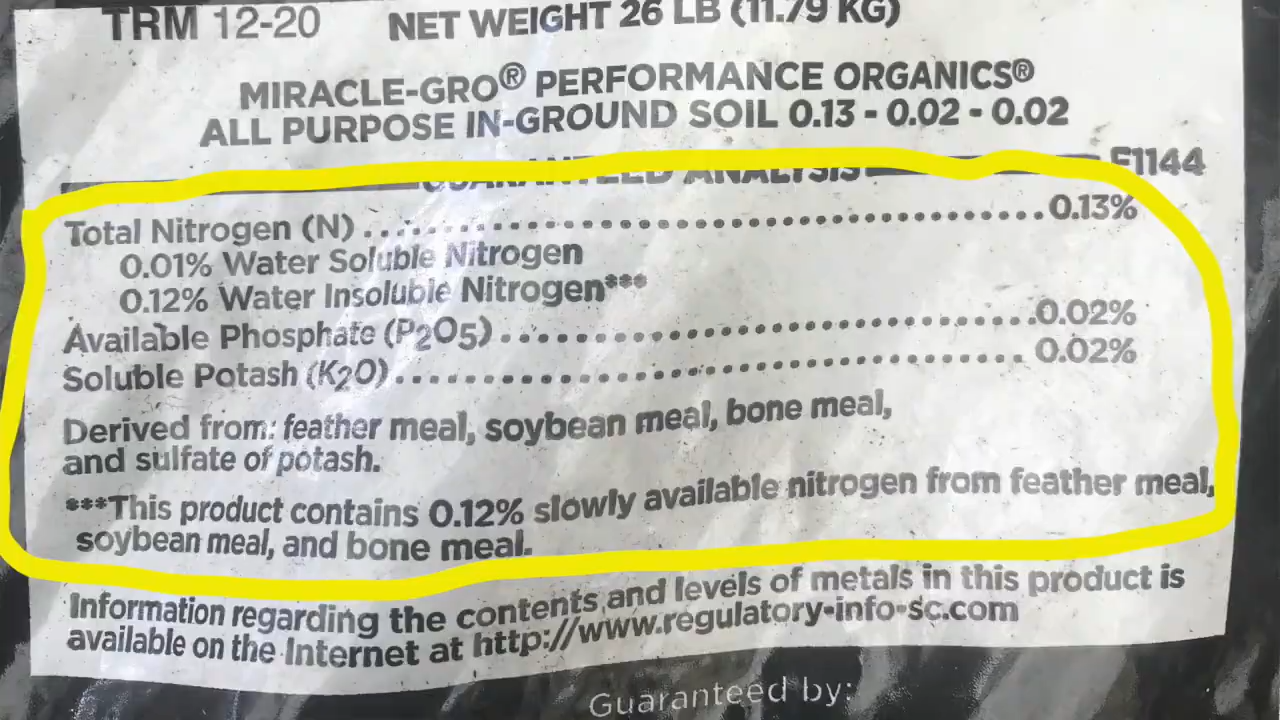 TRM 12-20 NET WEIGHT 26 LB (11.79 KG)
MIRACLE-GRO® PERFORMANCE ORGANICS®
ALL PURPOSE IN-GROUND SOIL 0.13 - 0.02 - 0.02
GUARANTEED ANALYSIS F1144
Total Nitrogen (N) 0.13%
0.01% Water Soluble Nitrogen
0.12% Water Insoluble Nitrogen***
Available Phosphate (P2O5) 0.02%
Soluble Potash (K2O) 0.02%
Derived from: feather meal, soybean meal, bone meal,
and sulfate of potash.
***This product contains 0.12% slowly available nitrogen from feather meal,
soybean meal, and bone meal.
Information regarding the contents and levels of metals in this product is
available on the Internet at http://www.regulatory-info-sc.com
Guaranteed by: